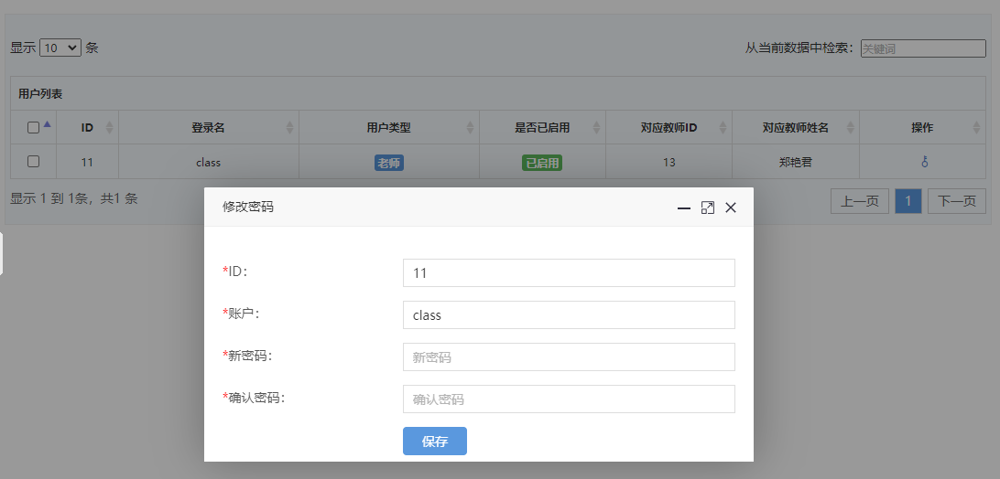 显示 10 条 从当前数据中检索： 关键词
用户列表
ID 登录名 用户类型 是否已启用 对应教师ID 对应教师姓名 操作
11 class 老师 已启用 13 郑艳君
显示 1 到 1条，共1 条 上一页 1 下一页
修改密码
*ID： 11
*账户： class
*新密码： 新密码
*确认密码： 确认密码
保存